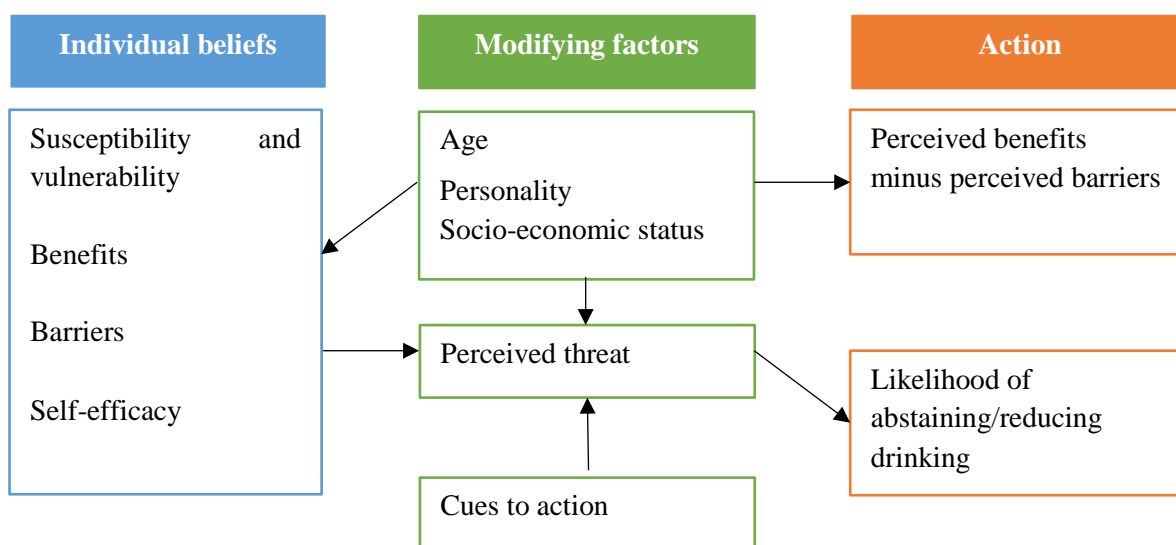 Individual beliefs
Modifying factors
Action
Susceptibility and
vulnerability
Benefits
Barriers
Self-efficacy
Age
Personality
Socio-economic status
Perceived threat
Cues to action
Perceived benefits
minus perceived barriers
Likelihood of
abstaining/reducing
drinking